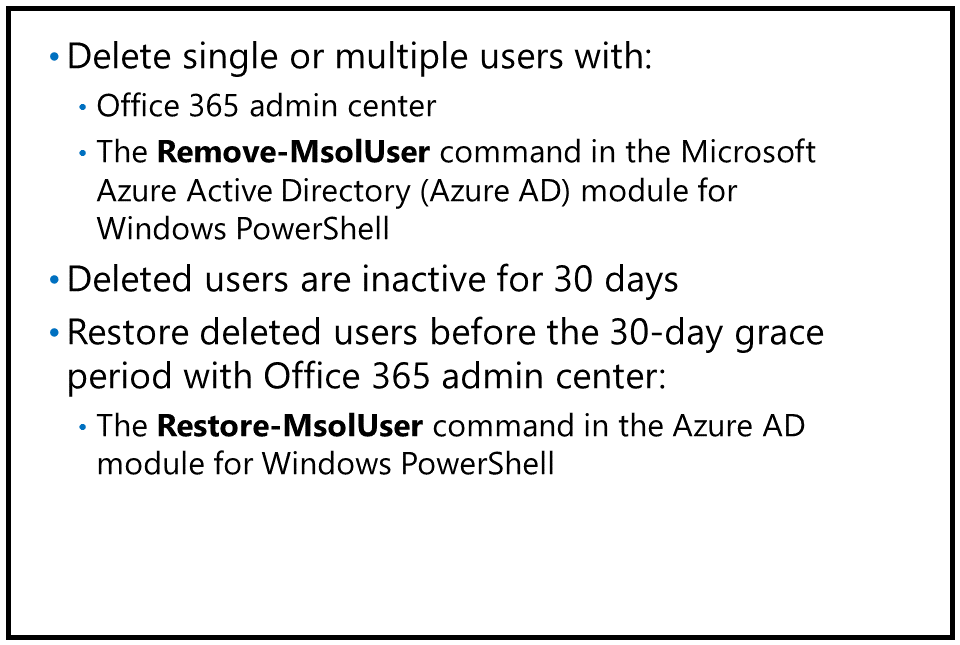 • Delete single or multiple users with:
• Office 365 admin center
• The Remove-MsolUser command in the Microsoft
Azure Active Directory (Azure AD) module for
Windows PowerShell
• Deleted users are inactive for 30 days
• Restore deleted users before the 30-day grace
period with Office 365 admin center:
• The Restore-MsolUser command in the Azure AD
module for Windows PowerShell